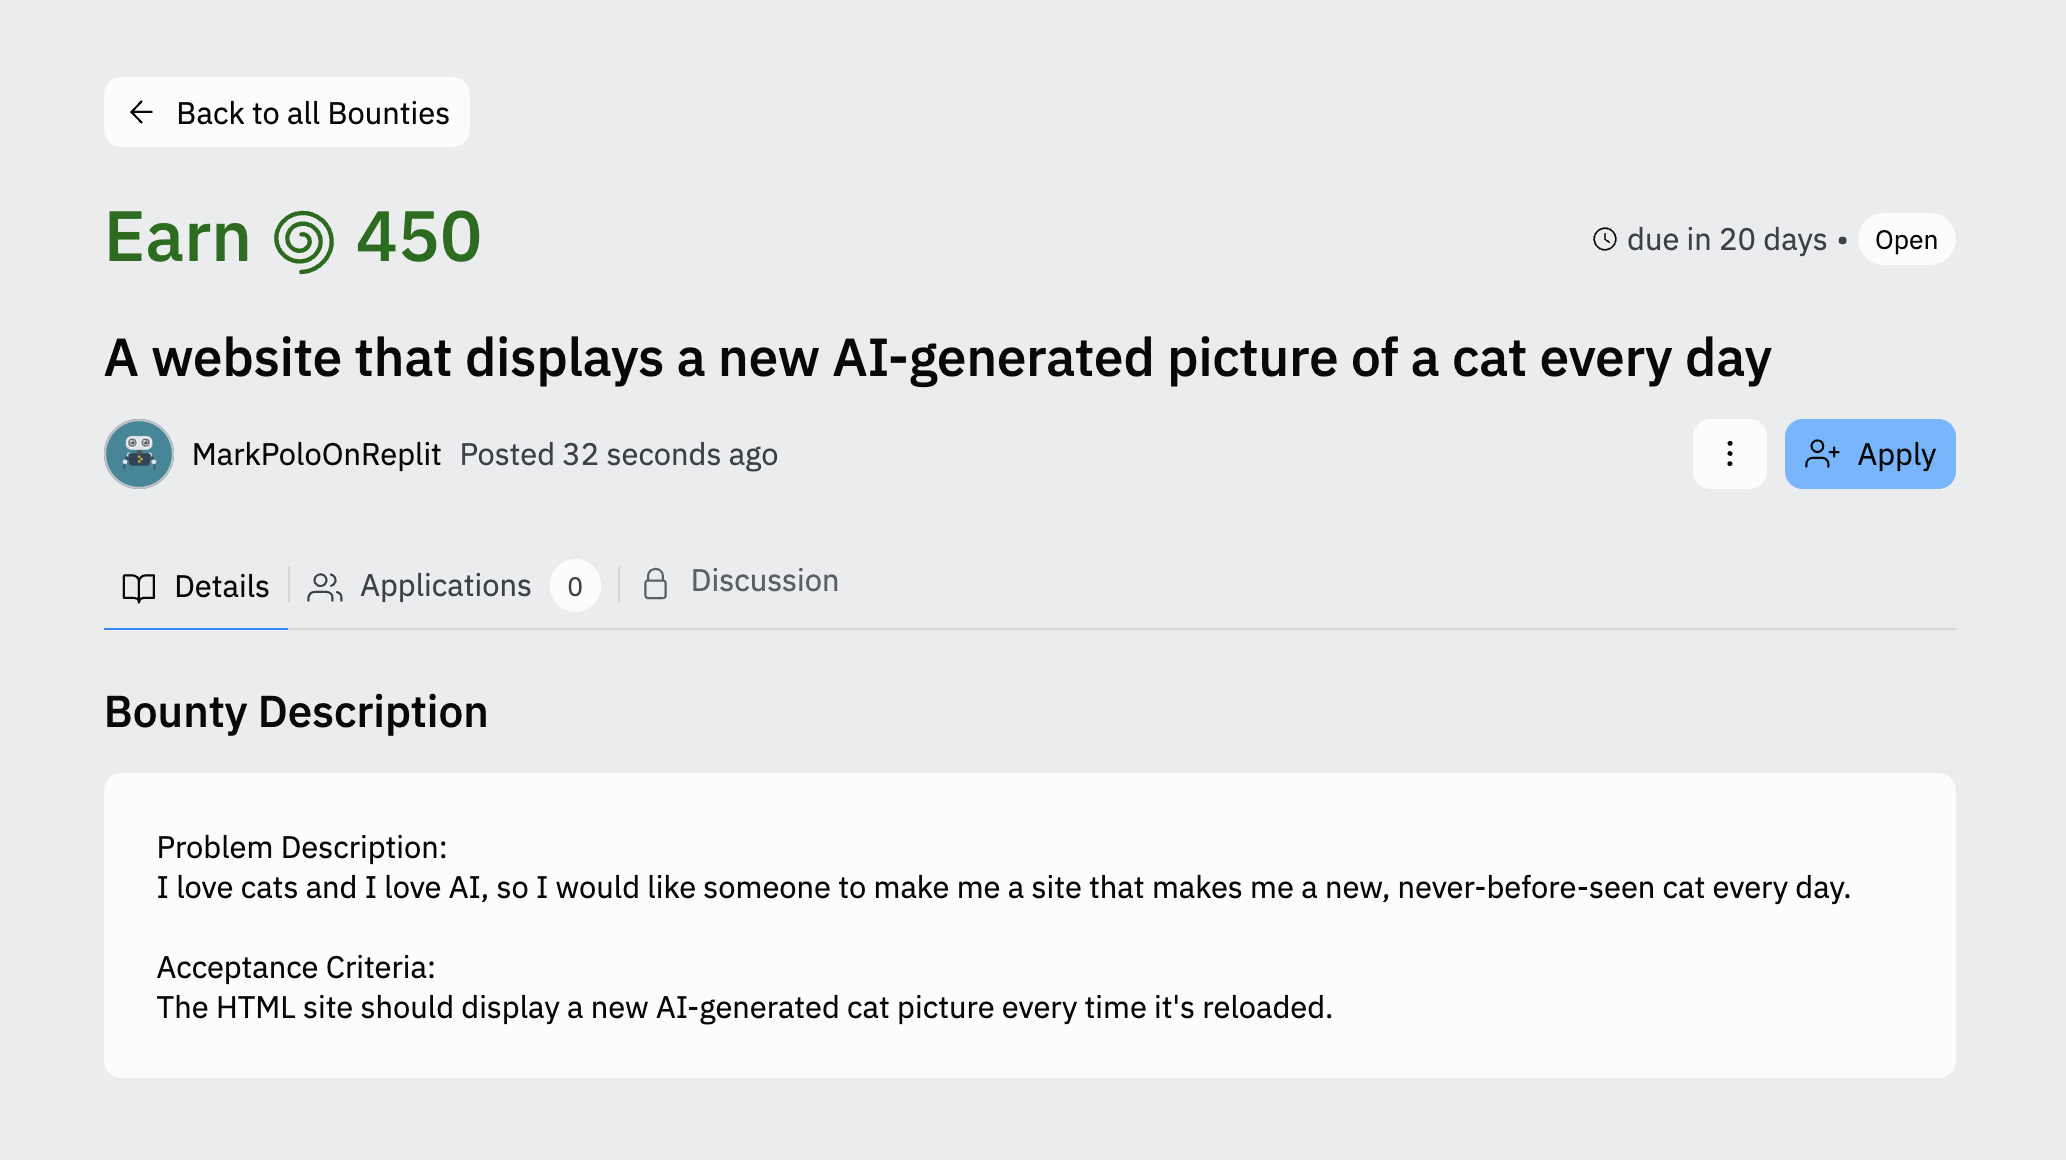 Back to all Bounties
Earn 450
due in 20 days • Open
A website that displays a new AI-generated picture of a cat every day
MarkPoloOnReplit Posted 32 seconds ago
Apply
Details Applications 0 Discussion
Bounty Description
Problem Description:
I love cats and I love AI, so I would like someone to make me a site that makes me a new, never-before-seen cat every day.
Acceptance Criteria:
The HTML site should display a new AI-generated cat picture every time it's reloaded.